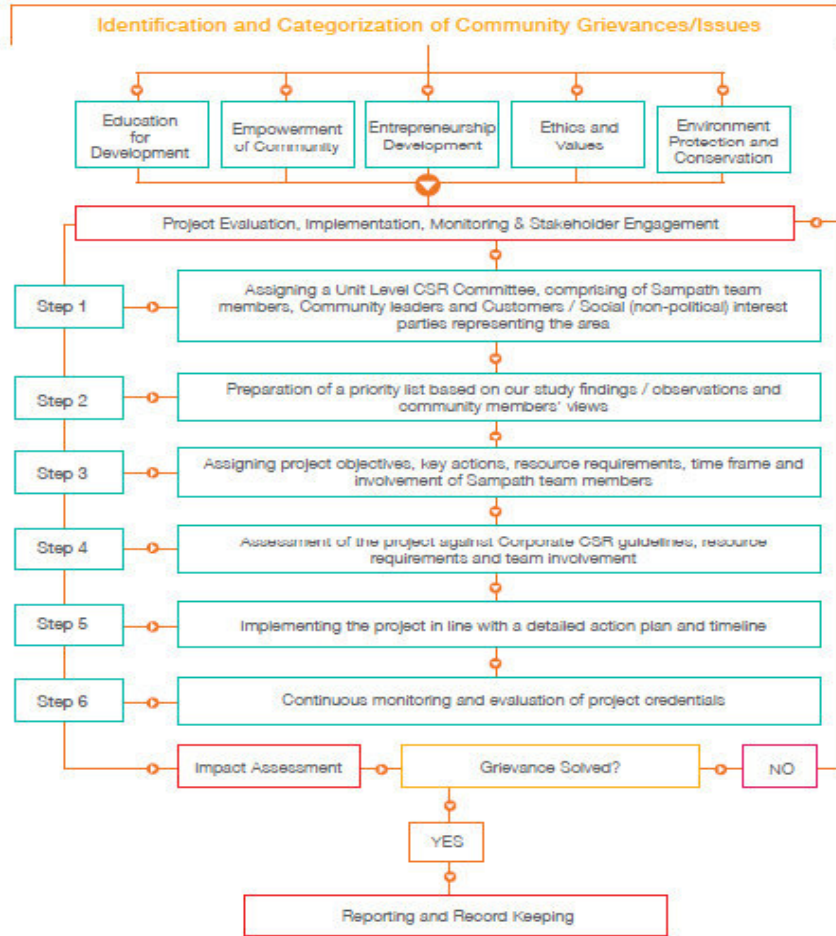 Identification and Categorization of Community Grievances/Issues
Education
for
Development
Empowerment
of Community
Entrepreneurship
Development
Ethics and
Values
Environment
Protection and
Conservation
Project Evaluation, Implementation, Monitoring & Stakeholder Engagement
Step 1
Assigning a Unit Level CSR Committee, comprising of Sampath team
members, Community leaders and Customers / Social (non-political) interest
parties representing the area
Step 2
Preparation of a priority list based on our study findings / observations and
community members' views
Step 3
Assigning project objectives, key actions, resource requirements, time frame and
involvement of Sampath team members
Step 4
Assessment of the project against Corporate CSR guidelines, resource
requirements and team involvement
Step 5
Implementing the project in line with a detailed action plan and timeline
Step 6
Continuous monitoring and evaluation of project credentials
Impact Assessment
Grievance Solved?
NO
YES
Reporting and Record Keeping